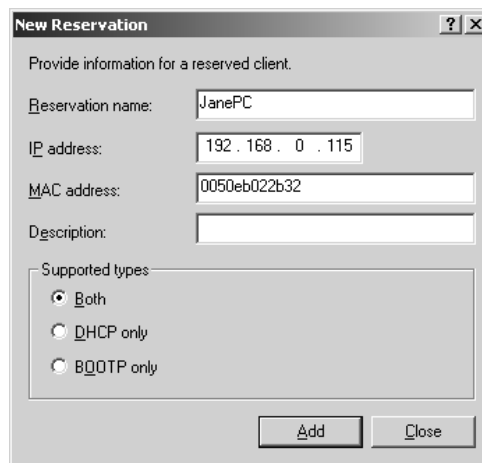 New Reservation
Provide information for a reserved client.
Reservation name: JanePC
IP address: 192 . 168 . 0 . 115
MAC address: 0050eb022b32
Description:
Supported types
Both
DHCP only
BOOTP only
Add Close